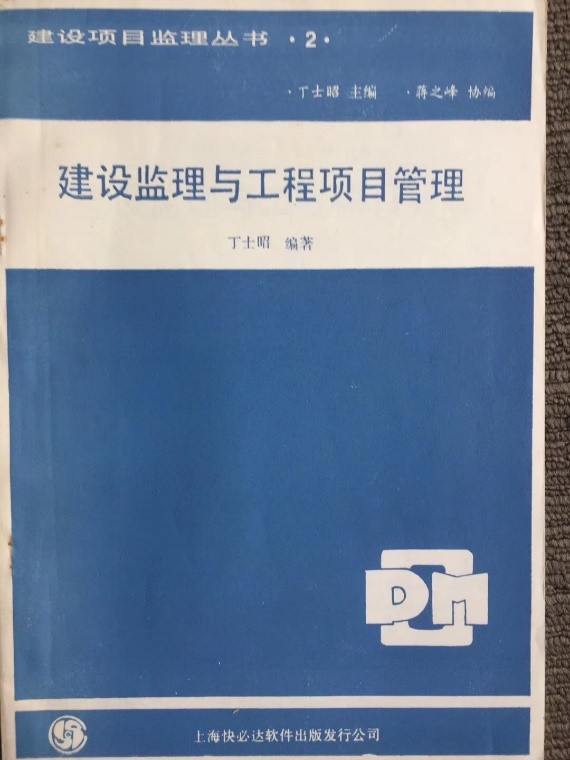 建设项目监理丛书 ·2·
·丁士昭 主编 ·蒋之峰 协编
建设监理与工程项目管理
丁士昭 编著
PM
上海快必达软件出版发行公司